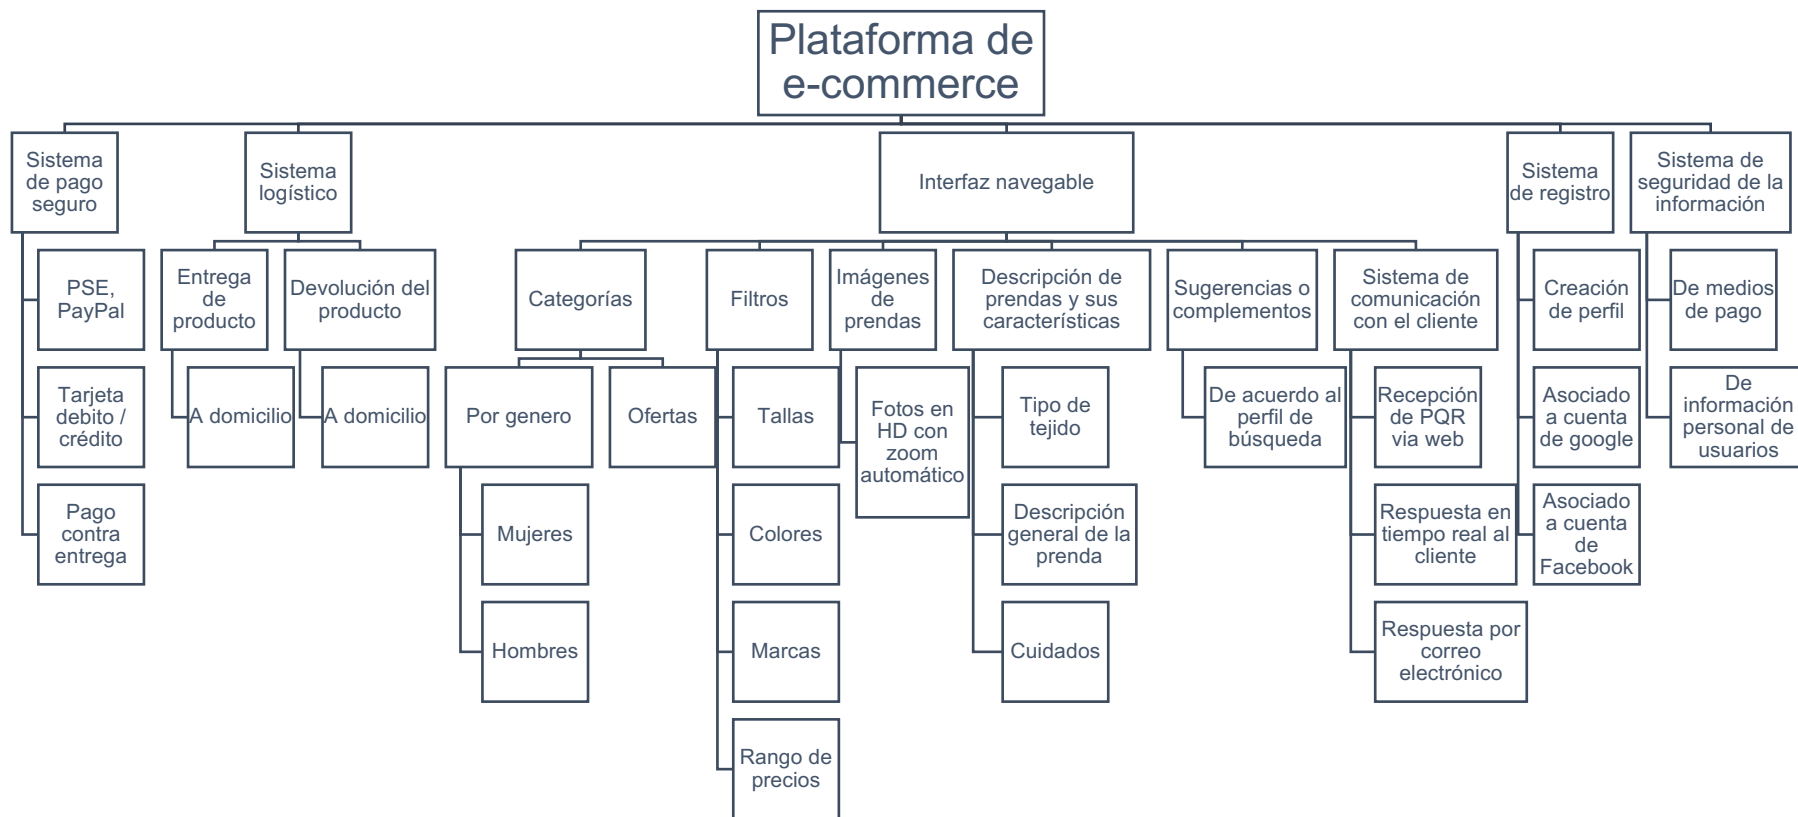 Plataforma de
e-commerce
Sistema
de pago
seguro
Sistema
logístico
Interfaz navegable
Sistema
de registro
Sistema de
seguridad de la
información
PSE,
PayPal
Entrega
de
producto
Devolución del
producto
Categorías
Filtros
Imágenes
de
prendas
Descripción de
prendas y sus
características
Sugerencias o
complementos
Sistema de
comunicación
con el cliente
Creación
de perfil
De medios
de pago
Tarjeta
debito /
crédito
A domicilio
A domicilio
Por genero
Ofertas
Tallas
Fotos en
HD con
zoom
automático
Tipo de
tejido
De acuerdo al
perfil de
búsqueda
Recepción
de PQR
via web
Asociado
a cuenta
de google
De
información
personal de
usuarios
Pago
contra
entrega
Mujeres
Colores
Descripción
general de la
prenda
Respuesta en
tiempo real al
cliente
Asociado
a cuenta
de
Facebook
Hombres
Marcas
Cuidados
Respuesta por
correo
electrónico
Rango de
precios